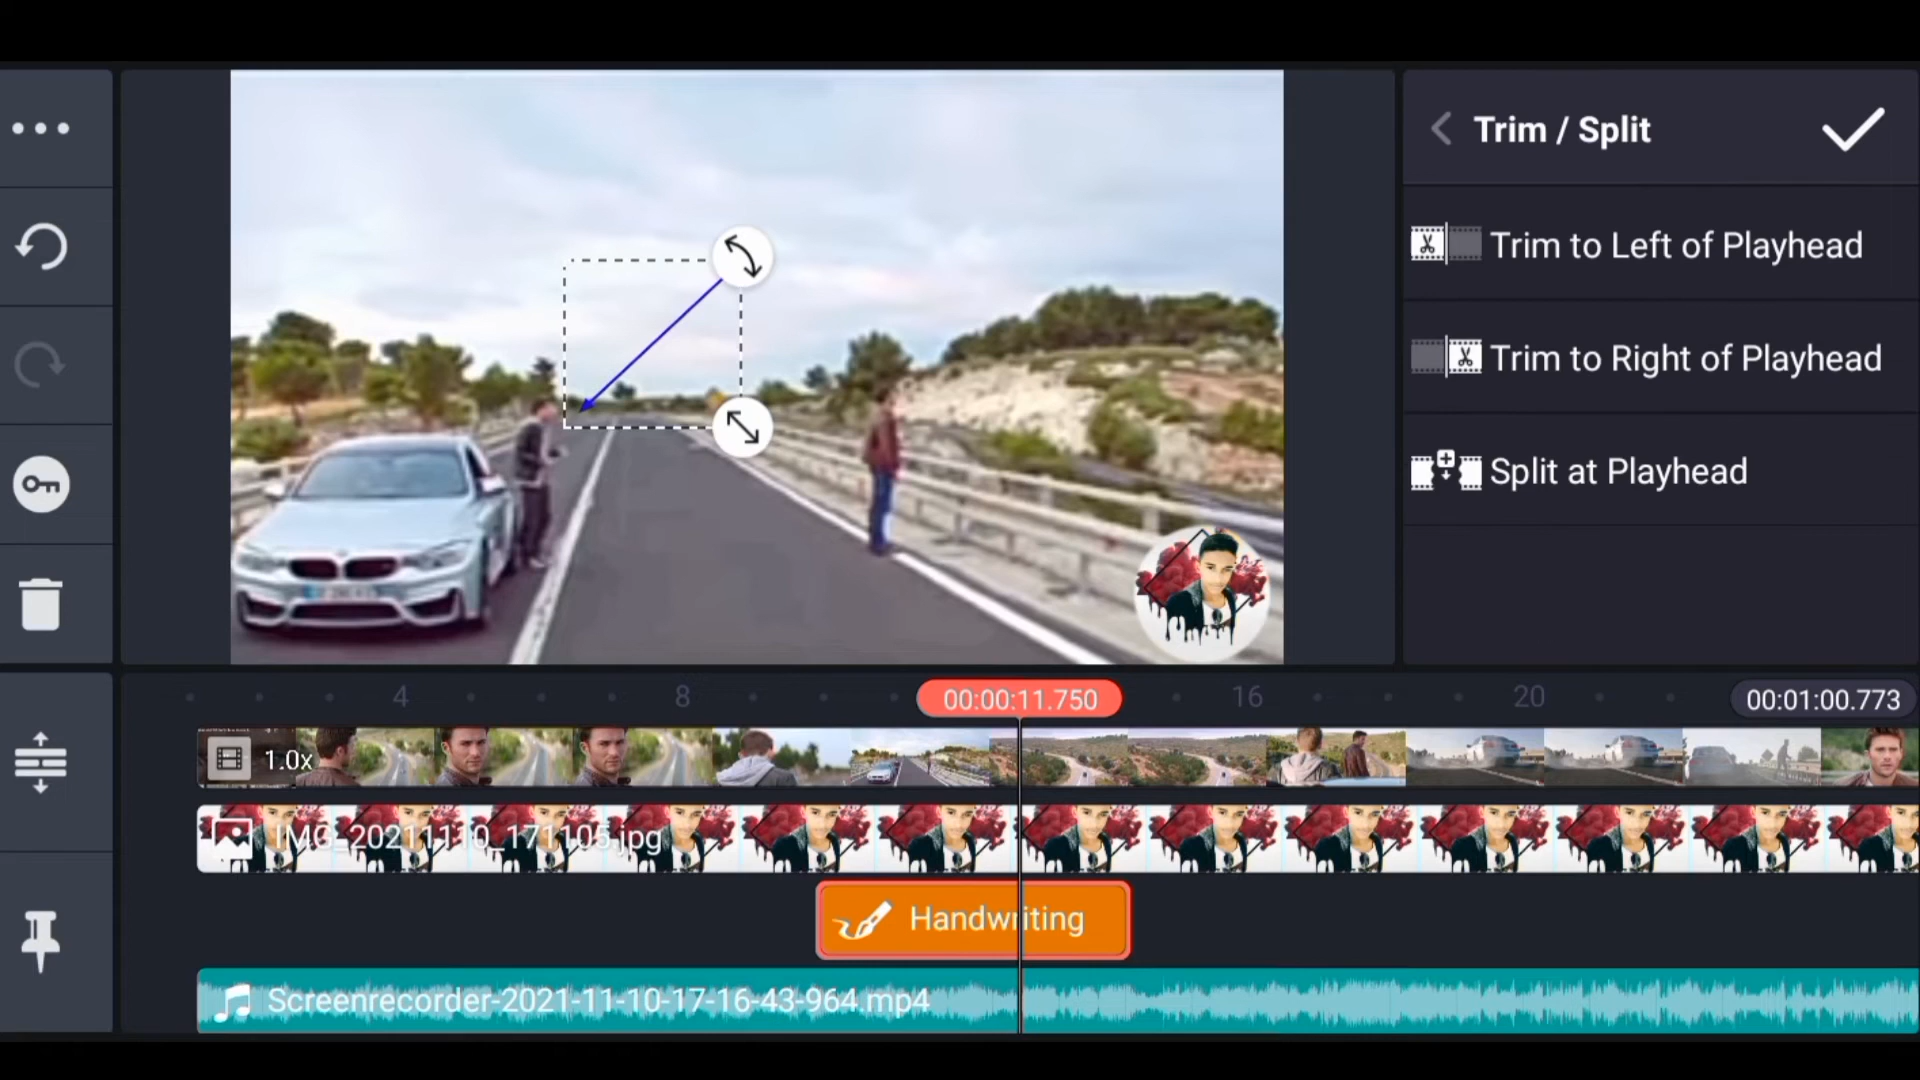 Trim / Split
Trim to Left of Playhead
Trim to Right of Playhead
Split at Playhead
4
8
00:00:11.750
16
20
00:01:00.773
1.0x
IMG_20211110_171105.jpg
Handwriting
Screenrecorder-2021-11-10-17-16-43-964.mp4